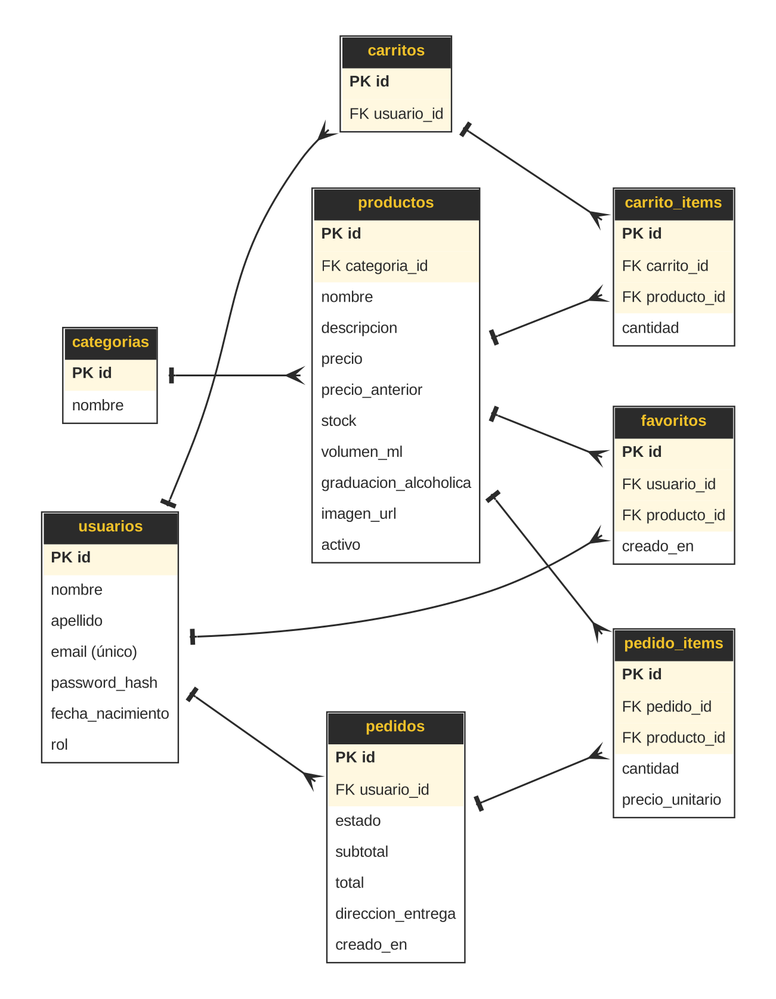 carritos
PK id
FK usuario_id
productos
PK id
FK categoria_id
nombre
descripcion
precio
precio_anterior
stock
volumen_ml
graduacion_alcoholica
imagen_url
activo
carrito_items
PK id
FK carrito_id
FK producto_id
cantidad
categorias
PK id
nombre
favoritos
PK id
FK usuario_id
FK producto_id
creado_en
usuarios
PK id
nombre
apellido
email (único)
password_hash
fecha_nacimiento
rol
pedido_items
PK id
FK pedido_id
FK producto_id
cantidad
precio_unitario
pedidos
PK id
FK usuario_id
estado
subtotal
total
direccion_entrega
creado_en